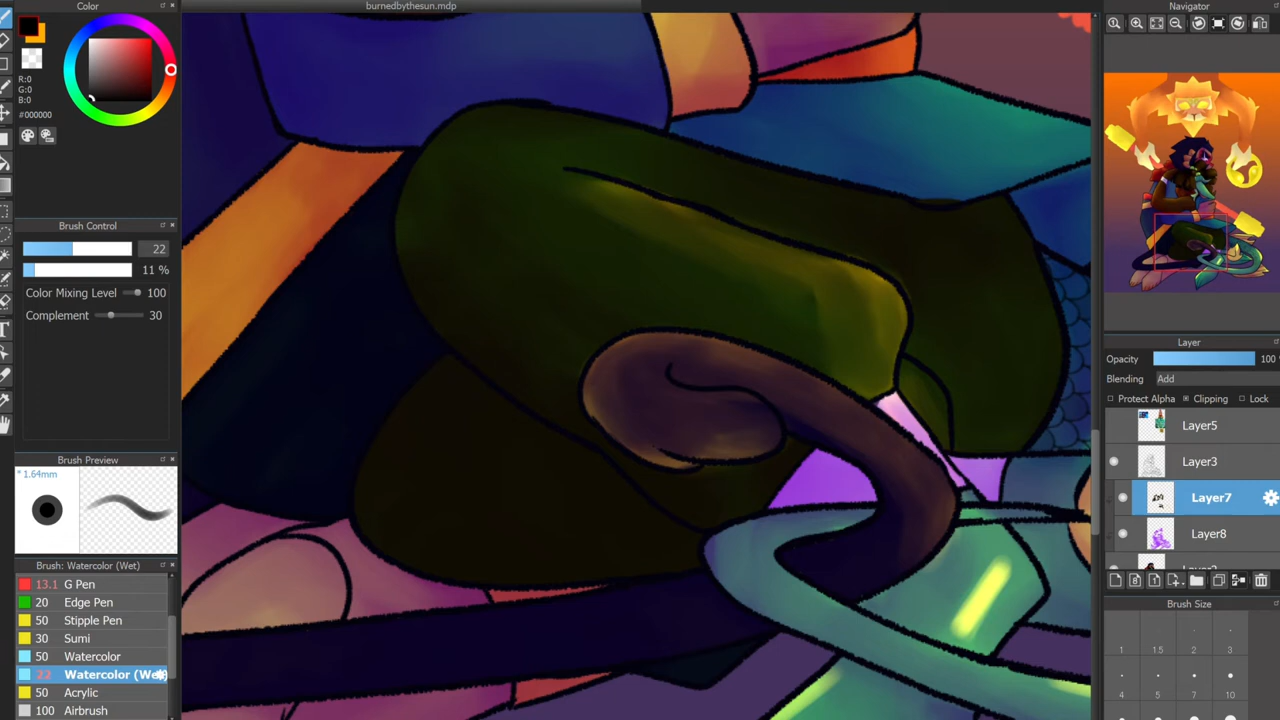 Color
burnedbythesun.mdp
Navigator
R:0
G:0
B:0
#000000
Brush Control
22
11 %
Color Mixing Level 100
Complement 30
Brush Preview
* 1.64mm
Brush: Watercolor (Wet)
13.1 G Pen
20 Edge Pen
50 Stipple Pen
30 Sumi
50 Watercolor
22 Watercolor (Wet)
50 Acrylic
100 Airbrush
Layer
Opacity 100
Blending Add
Protect Alpha Clipping Lock
Layer5
Layer3
Layer7
Layer8
Brush Size
1 1.5 2 3
4 5 7 10